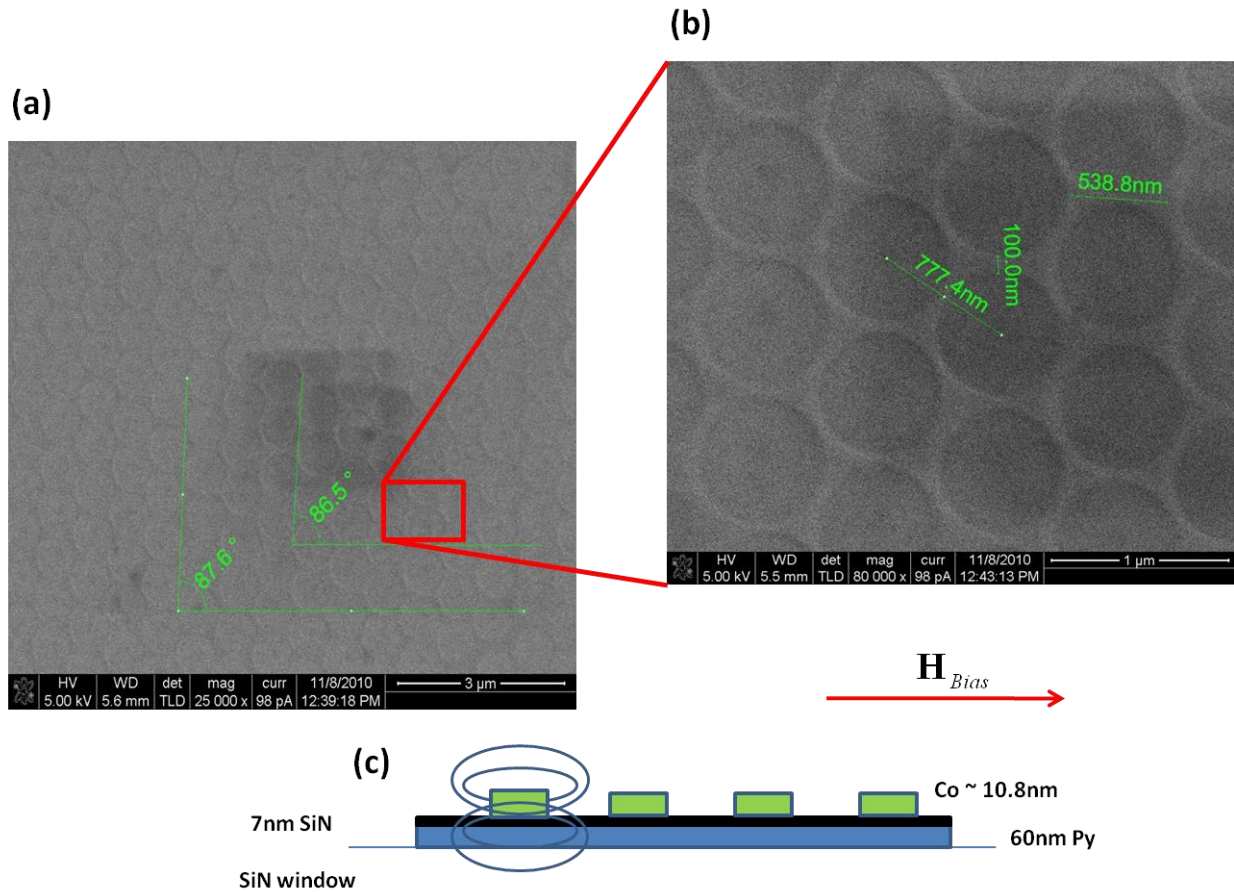 (a)
86.5 °
87.6 °
HV WD det mag curr 11/8/2010 3 µm
5.00 kV 5.6 mm TLD 25 000 x 98 pA 12:39:18 PM
(b)
538.8nm
100.0nm
777.4nm
HV WD det mag curr 11/8/2010 1 µm
5.00 kV 5.5 mm TLD 80 000 x 98 pA 12:43:13 PM
H Bias
(c)
Co ~ 10.8nm
7nm SiN
60nm Py
SiN window